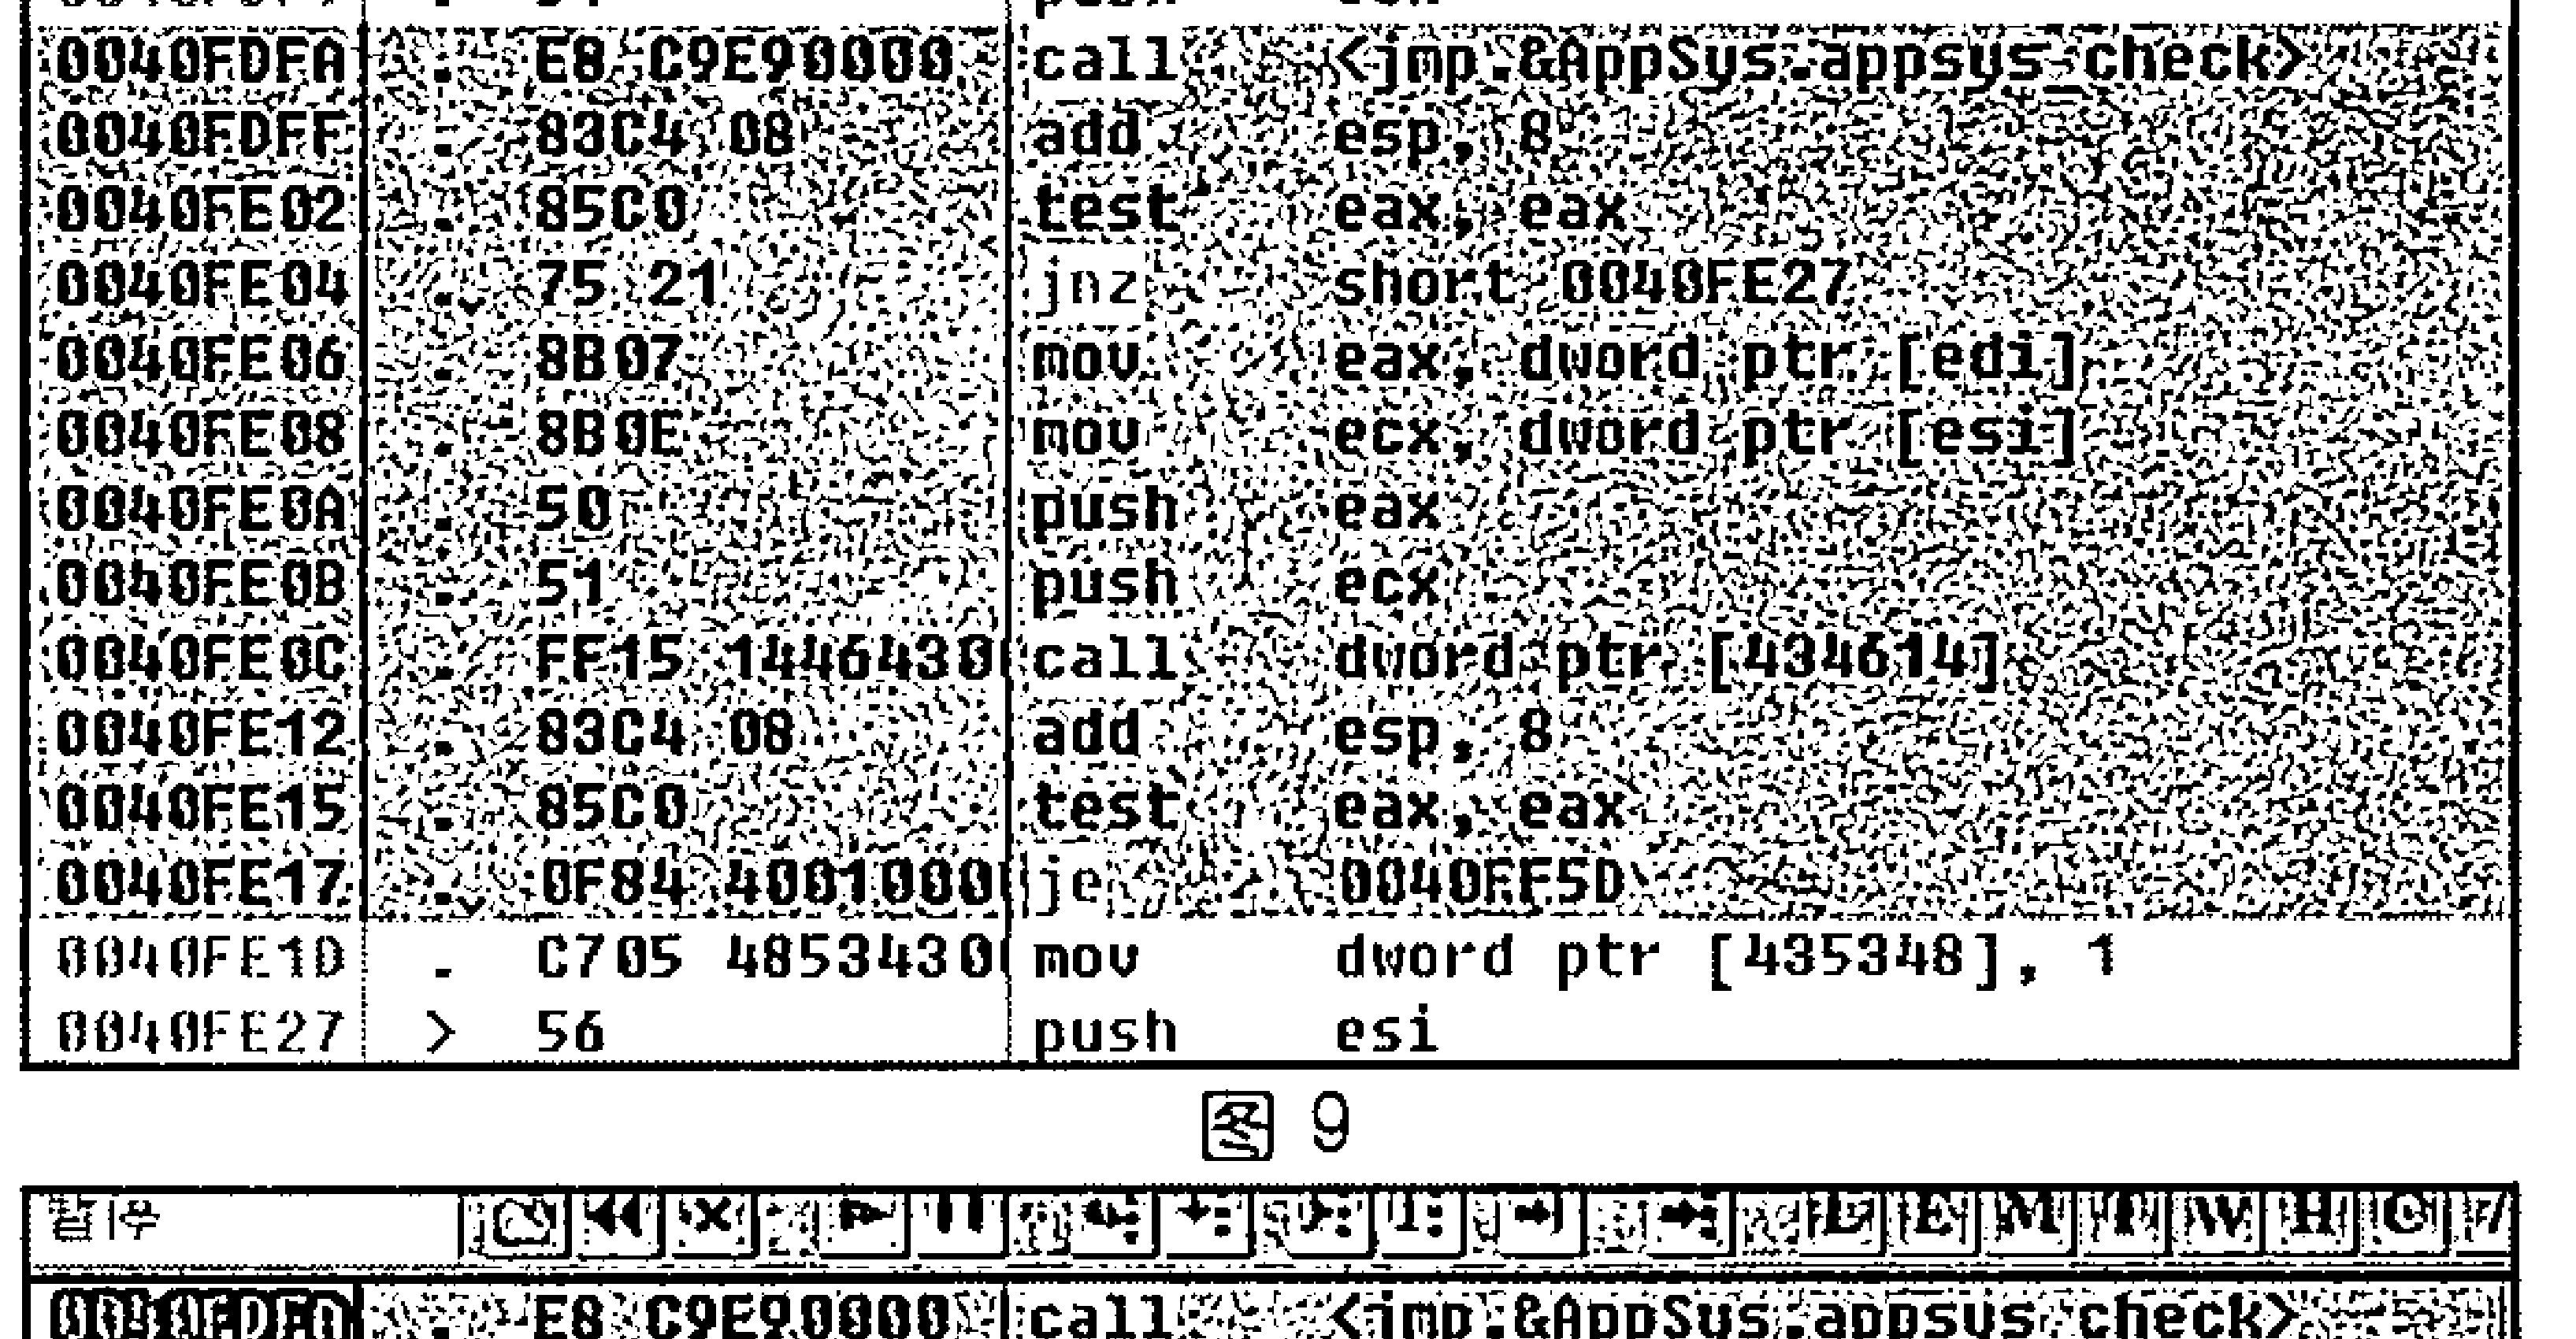 0040FDFA . E8 C9E90000 call <jmp.&AppSys.appsys_check>
0040FDFF . 83C4 08 add esp, 8
0040FE02 . 85C0 test eax, eax
0040FE04 . 75 21 jnz short 0040FE27
0040FE06 . 8B07 mov eax, dword ptr [edi]
0040FE08 . 8B0E mov ecx, dword ptr [esi]
0040FE0A . 50 push eax
0040FE0B . 51 push ecx
0040FE0C . FF15 1446430 call dword ptr [434614]
0040FE12 . 83C4 08 add esp, 8
0040FE15 . 85C0 test eax, eax
0040FE17 . 0F84 4001000 je 0040FF5D
0040FE1D . C705 4853430 mov dword ptr [435348], 1
0040FE27 > 56 push esi
图 9
L E M T W H C /
E8 C9E90000 call <jmp.&AppSys.appsys_check>